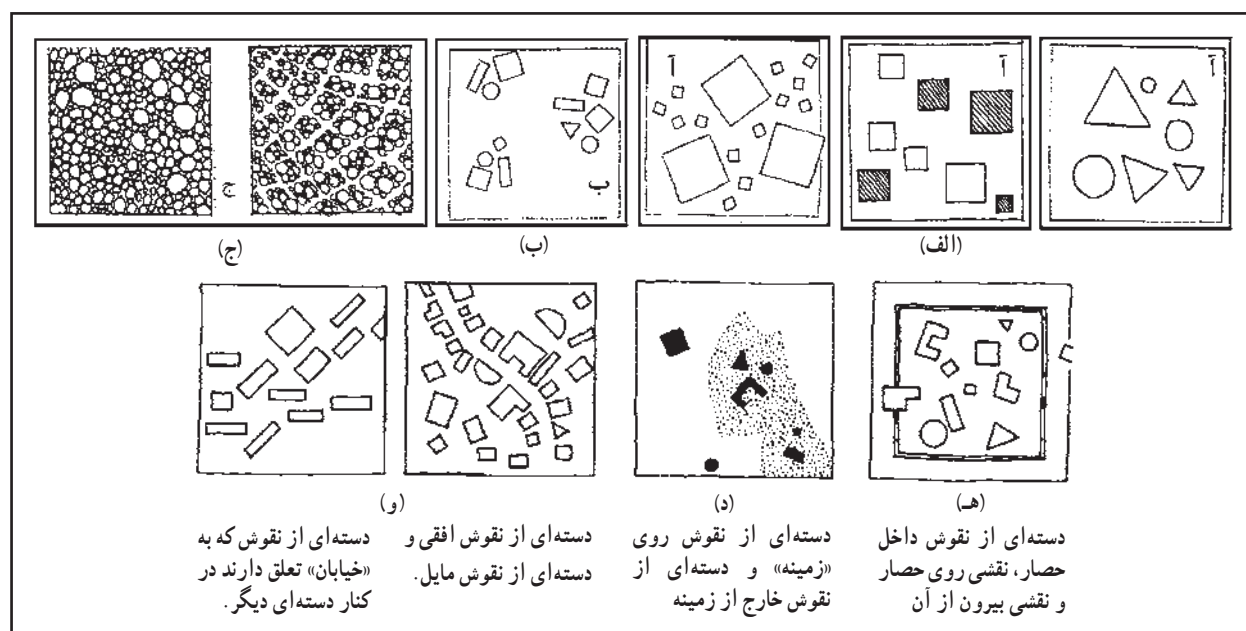 آ
آ
آ
ب
ج
(الف)
(ب)
(ج)
(هـ)
(د)
(و)
دسته‌ای از نقوش داخل
حصار، نقشی روی حصار
و نقشی بیرون از آن
دسته‌ای از نقوش روی
«زمینه» و دسته‌ای از
نقوش خارج از زمینه
دسته‌ای از نقوش افقی و
دسته‌ای از نقوش مایل.
دسته‌ای از نقوش که به
«خیابان» تعلق دارند در
کنار دسته‌ای دیگر.